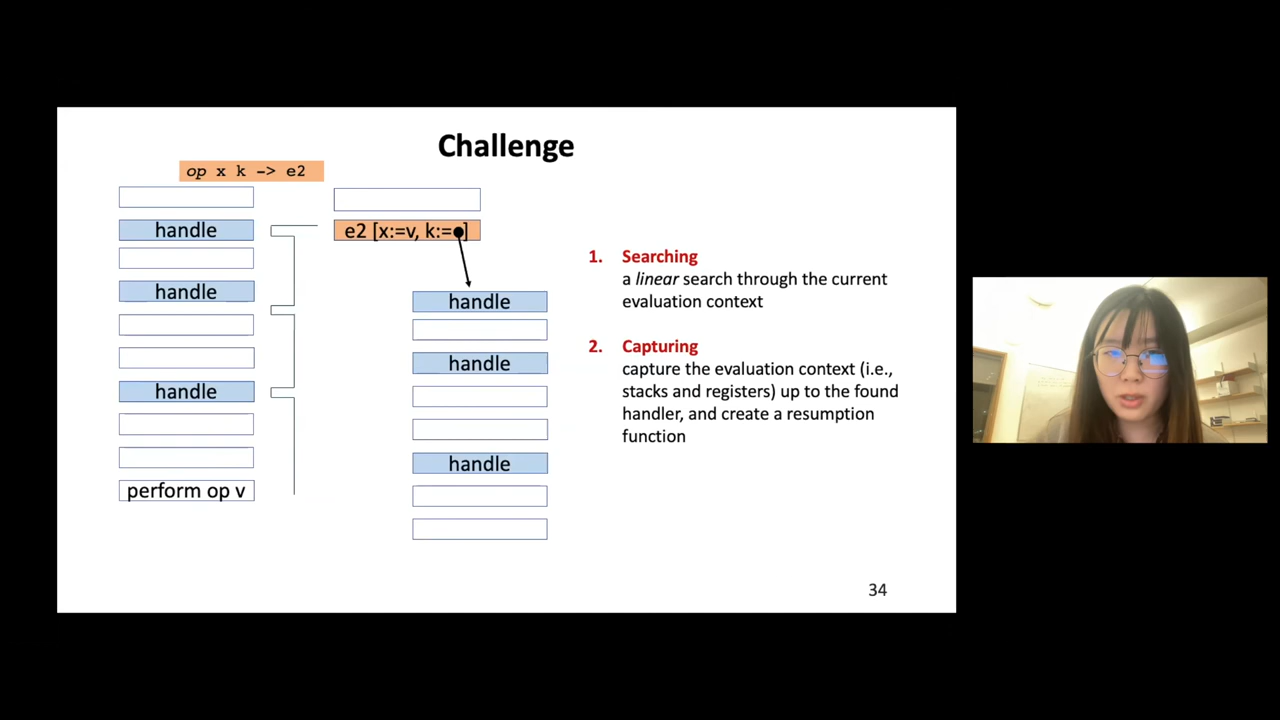 Challenge
op x k -> e2
handle
handle
handle
perform op v
e2 [x:=v, k:=●]
handle
handle
handle
1. Searching
a linear search through the current
evaluation context
2. Capturing
capture the evaluation context (i.e.,
stacks and registers) up to the found
handler, and create a resumption
function
34